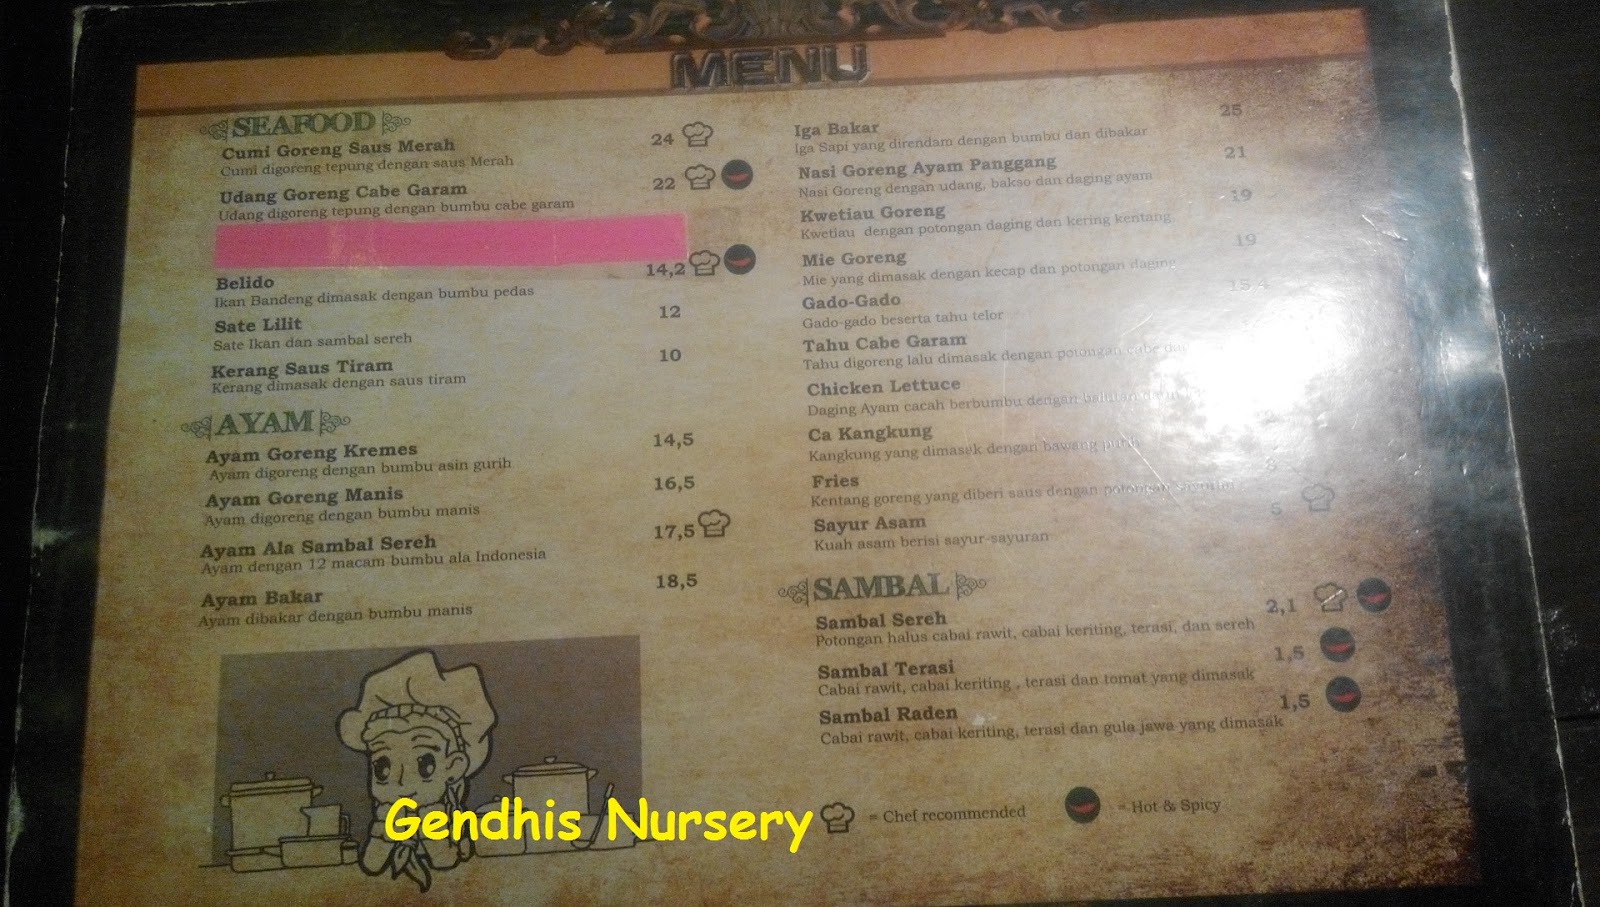 MENU
SEAFOOD
Cumi Goreng Saus Merah 24
Cumi digoreng tepung dengan saus Merah
Udang Goreng Cabe Garam 22
Udang digoreng tepung dengan bumbu cabe garam
Belido 14,2
Ikan Bandeng dimasak dengan bumbu pedas
Sate Lilit 12
Sate Ikan dan sambal sereh
Kerang Saus Tiram 10
Kerang dimasak dengan saus tiram
AYAM
Ayam Goreng Kremes 14,5
Ayam digoreng dengan bumbu asin gurih
Ayam Goreng Manis 16,5
Ayam digoreng dengan bumbu manis
Ayam Ala Sambal Sereh 17,5
Ayam dengan 12 macam bumbu ala Indonesia
Ayam Bakar 18,5
Ayam dibakar dengan bumbu manis
Iga Bakar 25
Iga Sapi yang direndam dengan bumbu dan dibakar
Nasi Goreng Ayam Panggang 21
Nasi Goreng dengan udang, bakso dan daging ayam
Kwetiau Goreng 19
Kwetiau dengan potongan daging dan kering kentang
Mie Goreng 19
Mie yang dimasak dengan kecap dan potongan daging
Gado-Gado 15,4
Gado-gado beserta tahu telor
Tahu Cabe Garam
Tahu digoreng lalu dimasak dengan potongan cabe
Chicken Lettuce
Daging Ayam cacah berbumbu dengan
Ca Kangkung
Kangkung yang dimasak dengan bawang putih
Fries
Kentang goreng yang diberi saus dengan potongan sayuran
Sayur Asam 5
Kuah asam berisi sayur-sayuran
SAMBAL
Sambal Sereh 2,1
Potongan halus cabai rawit, cabai keriting, terasi, dan sereh
Sambal Terasi 1,5
Cabai rawit, cabai keriting , terasi dan tomat yang dimasak
Sambal Raden 1,5
Cabai rawit, cabai keriting, terasi dan gula jawa yang dimasak
= Chef recommended
= Hot & Spicy
Gendhis Nursery